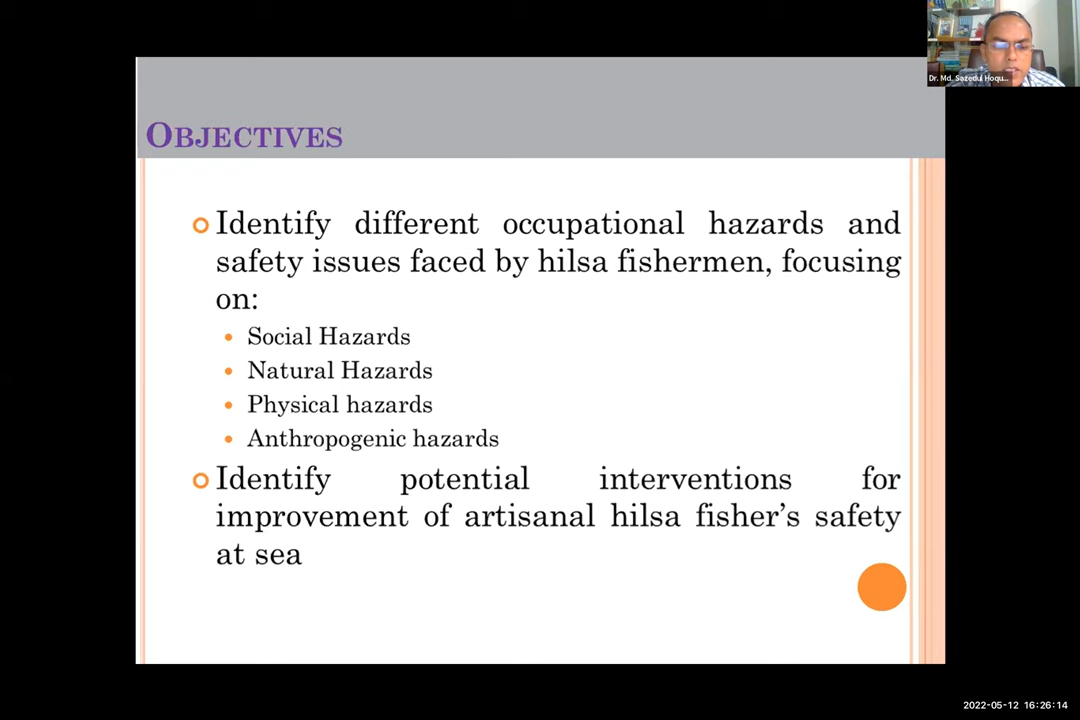 Dr. Md. Sazedul Hoqu...
OBJECTIVES
Identify different occupational hazards and
safety issues faced by hilsa fishermen, focusing
on:
Social Hazards
Natural Hazards
Physical hazards
Anthropogenic hazards
Identify potential interventions for
improvement of artisanal hilsa fisher’s safety
at sea
2022-05-12 16:26:14